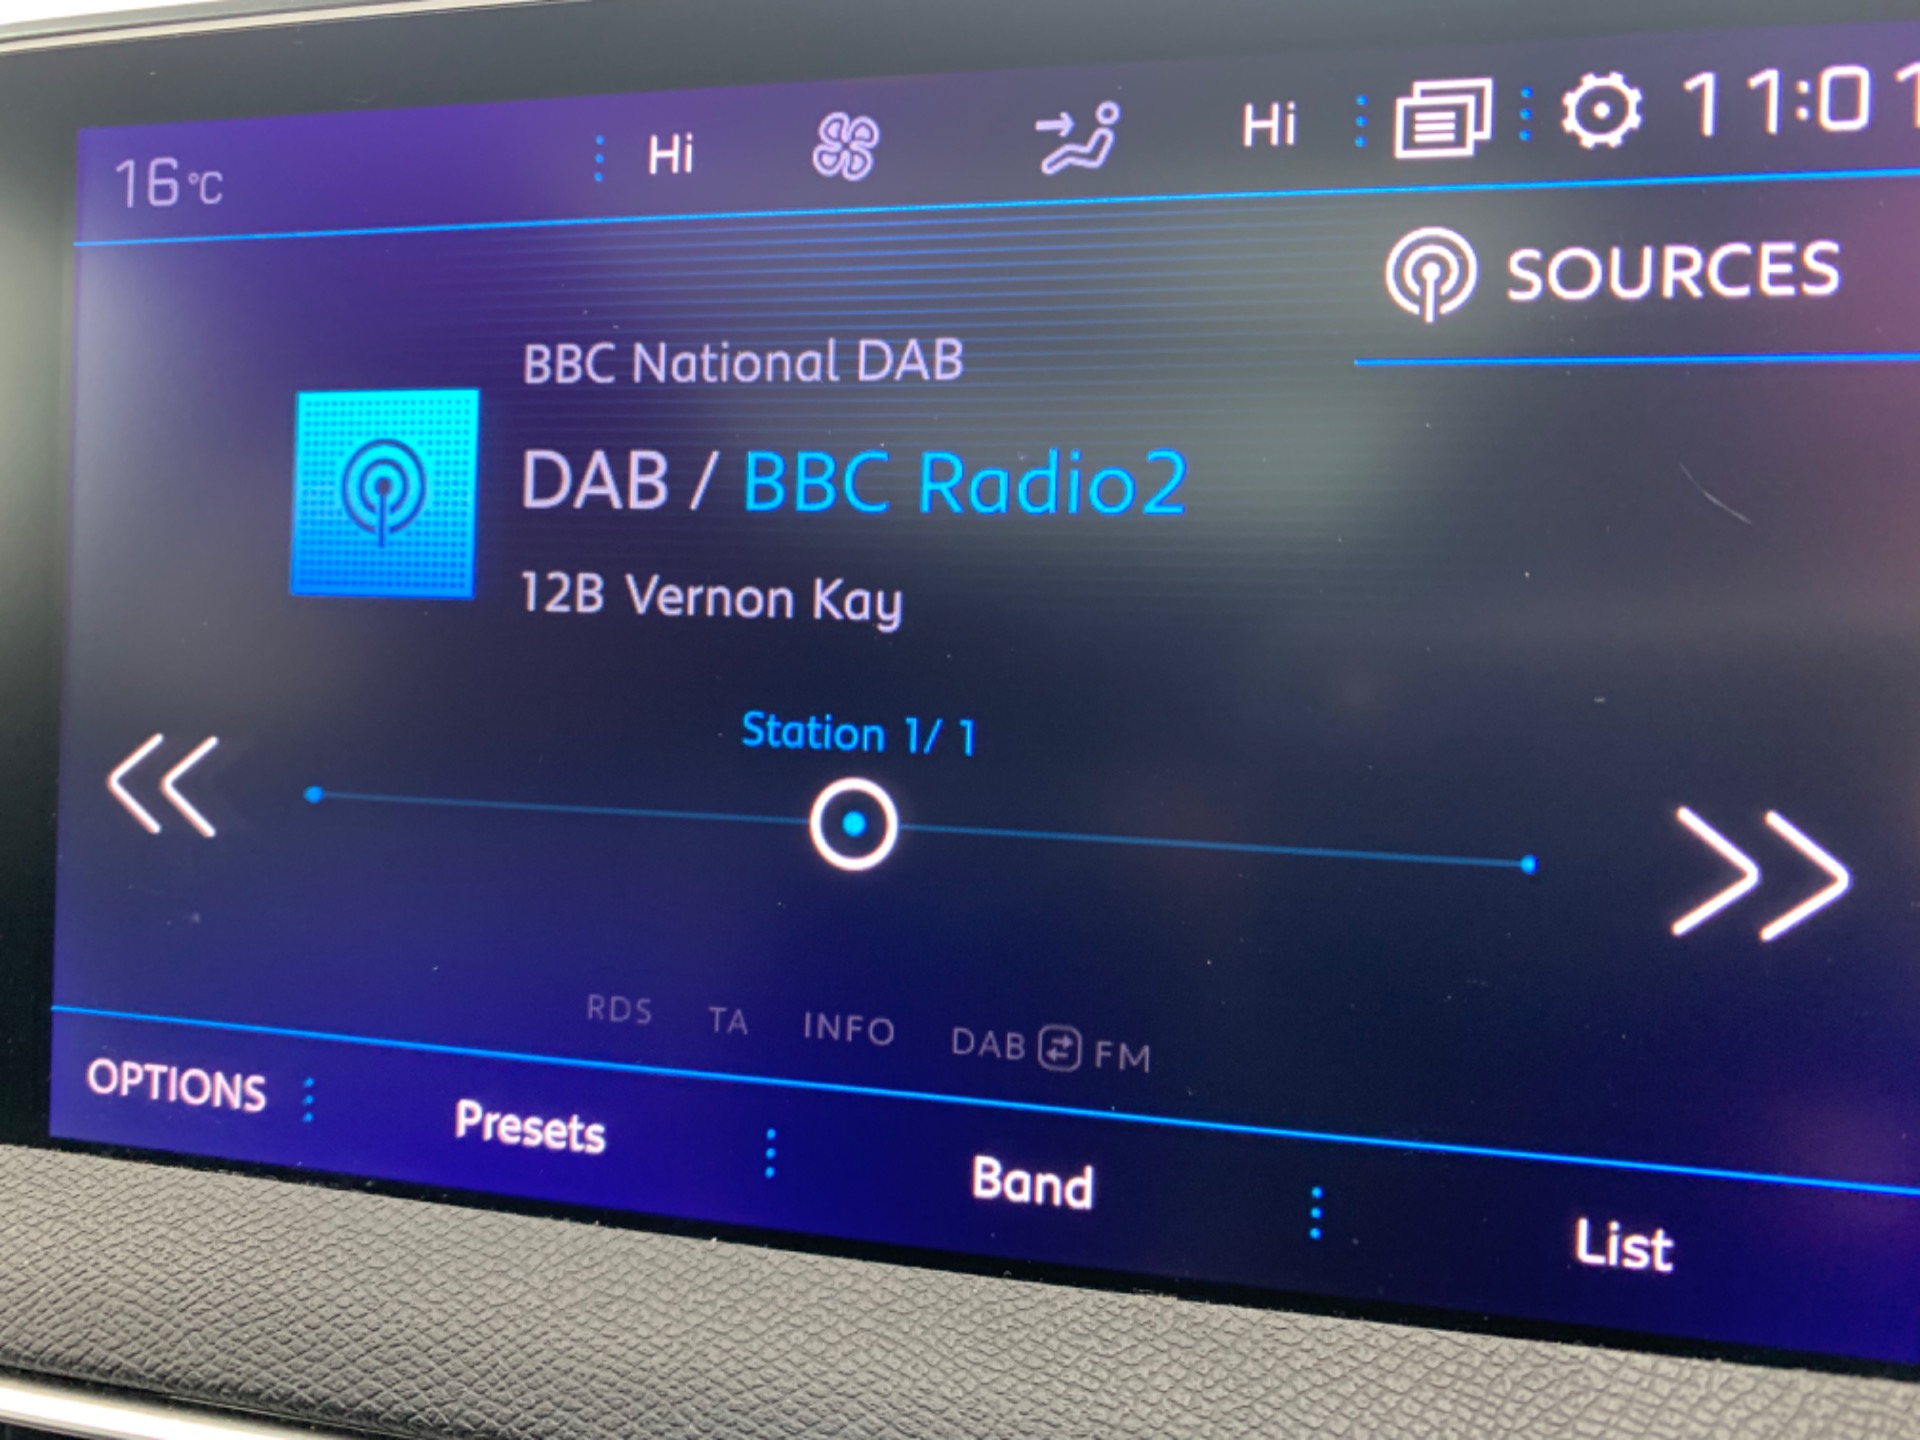 16°C Hi Hi 11:01
SOURCES
BBC National DAB
DAB / BBC Radio2
12B Vernon Kay
Station 1/ 1
RDS TA INFO DAB FM
OPTIONS Presets Band List